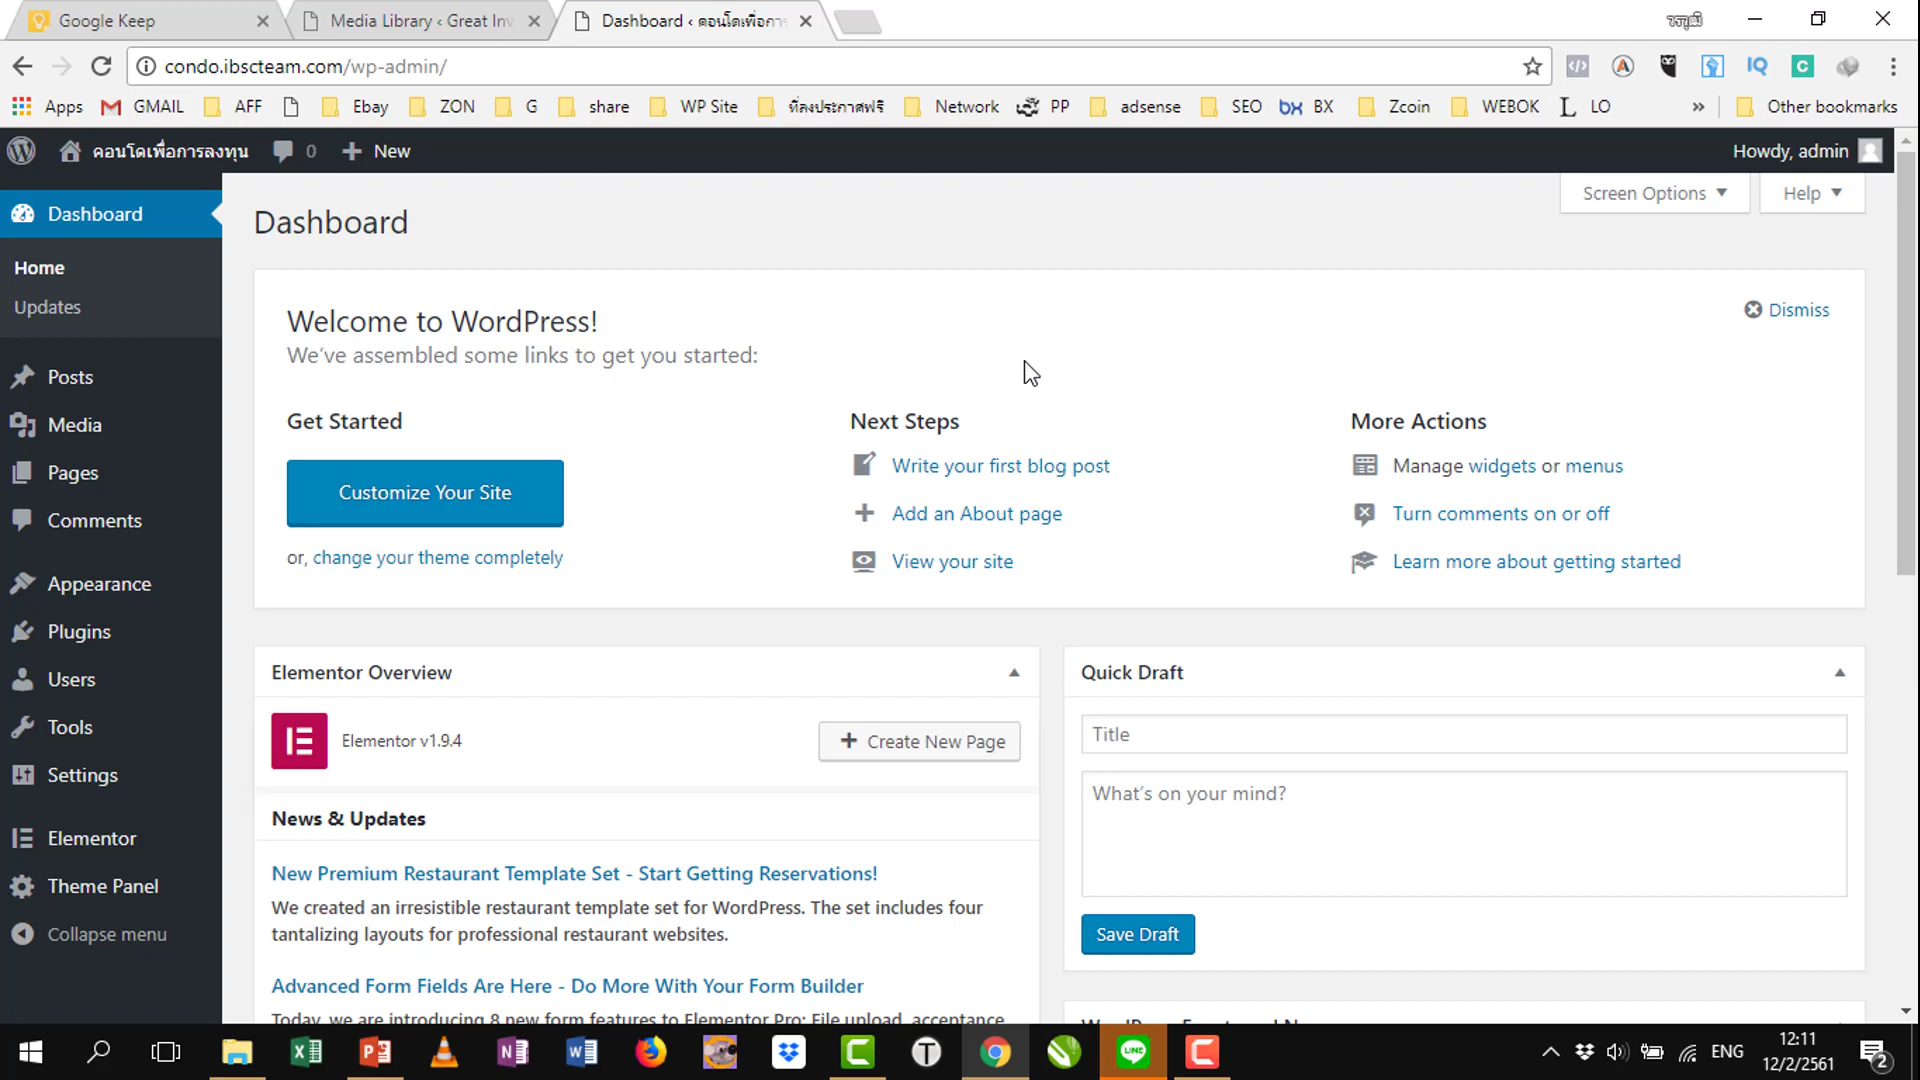 Google Keep
Media Library ‹ Great Inv
Dashboard ‹ คอนโดเพื่อการ
condo.ibscteam.com/wp-admin/
Apps GMAIL AFF Ebay ZON G share WP Site ที่ลงประกาศฟรี Network PP adsense SEO BX Zcoin WEBOK LO » Other bookmarks
คอนโดเพื่อการลงทุน 0 New Howdy, admin
Screen Options Help
Dashboard
Home
Updates
Posts
Media
Pages
Comments
Appearance
Plugins
Users
Tools
Settings
Elementor
Theme Panel
Collapse menu
Dashboard
Welcome to WordPress!
We've assembled some links to get you started:
Dismiss
Get Started
Customize Your Site
or, change your theme completely
Next Steps
Write your first blog post
Add an About page
View your site
More Actions
Manage widgets or menus
Turn comments on or off
Learn more about getting started
Elementor Overview
Elementor v1.9.4
Create New Page
News & Updates
New Premium Restaurant Template Set - Start Getting Reservations!
We created an irresistible restaurant template set for WordPress. The set includes four
tantalizing layouts for professional restaurant websites.
Advanced Form Fields Are Here - Do More With Your Form Builder
Today, we are introducing 8 new form features to Elementor Pro: File upload, acceptance
Quick Draft
Title
What's on your mind?
Save Draft
ENG
12:11
12/2/2561
2